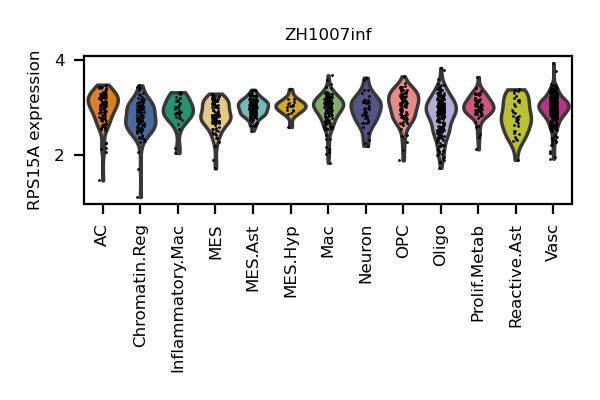 ZH1007inf
RPS15A expression
4
2
AC
Chromatin.Reg
Inflammatory.Mac
MES
MES.Ast
MES.Hyp
Mac
Neuron
OPC
Oligo
Prolif.Metab
Reactive.Ast
Vasc